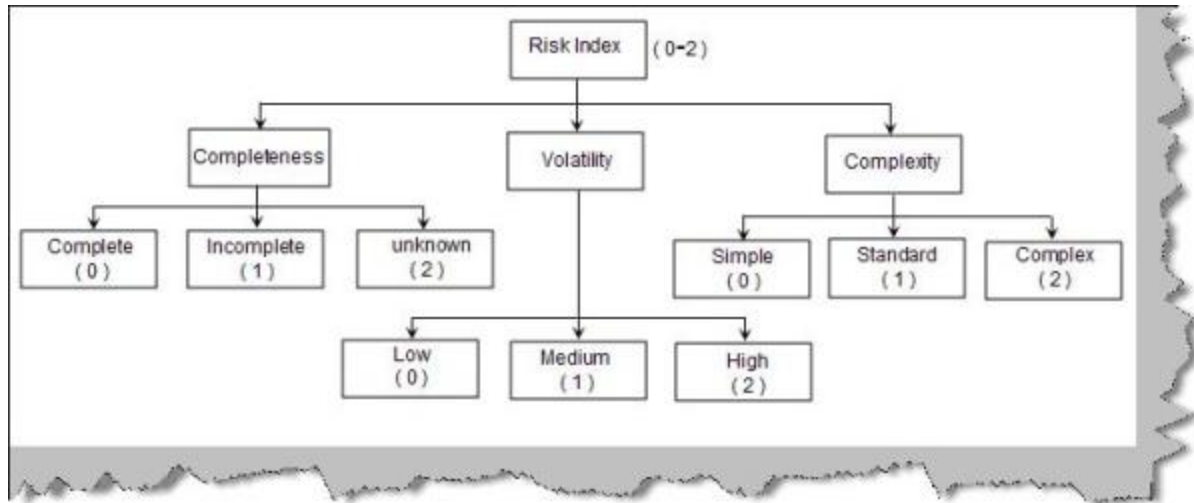 Risk Index
( 0-2 )
Completeness
Volatility
Complexity
Complete
( 0 )
Incomplete
( 1 )
unknown
( 2 )
Simple
( 0 )
Standard
( 1 )
Complex
( 2 )
Low
( 0 )
Medium
( 1 )
High
( 2 )